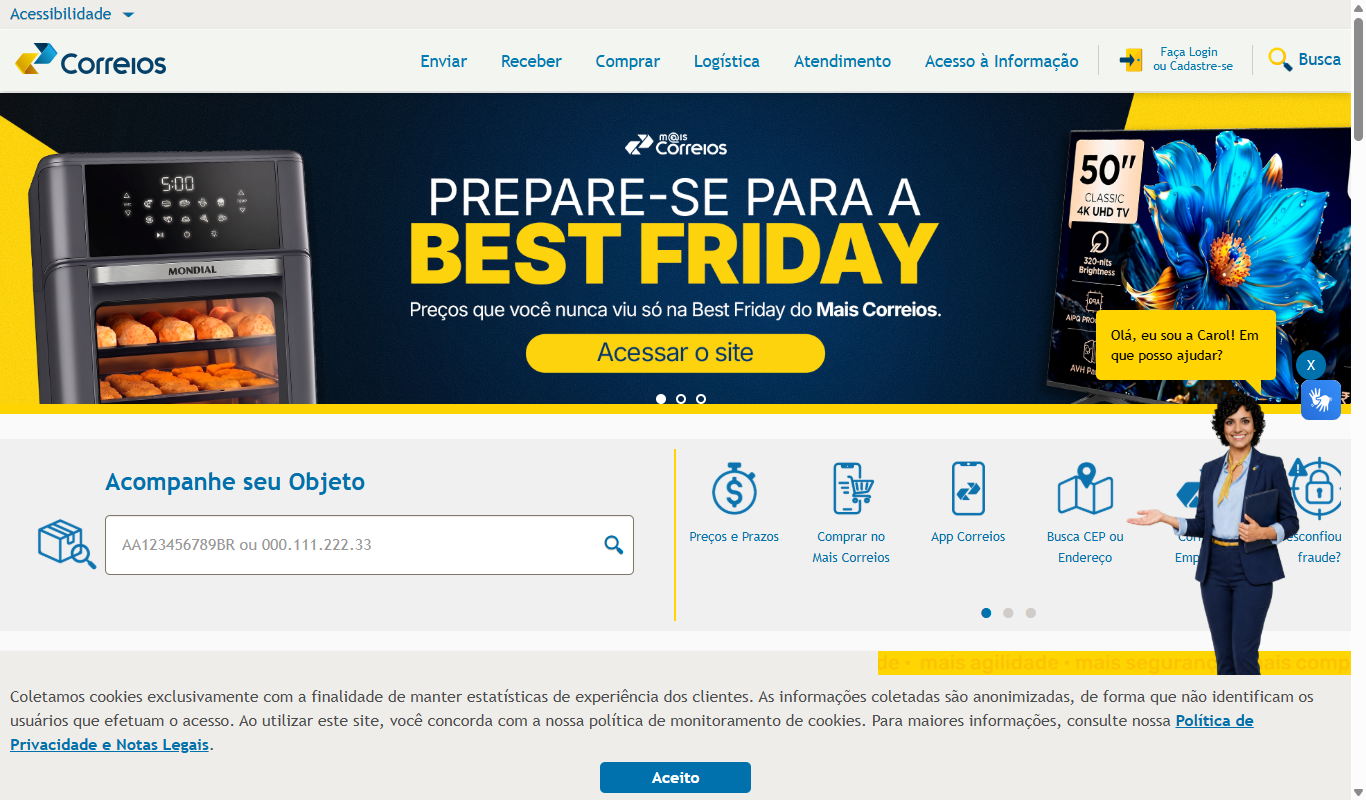 Acessibilidade
Correios
Enviar
Receber
Comprar
Logística
Atendimento
Acesso à Informação
Faça Login
ou Cadastre-se
Busca
m@is
Correios
PREPARE-SE PARA A
BEST FRIDAY
Preços que você nunca viu só na Best Friday do Mais Correios.
Acessar o site
5:00
MONDIAL
50"
CLASSIC
4K UHD TV
320-nits
Brightness
Olá, eu sou a Carol! Em
que posso ajudar?
X
Acompanhe seu Objeto
AA123456789BR ou 000.111.222.33
Preços e Prazos
Comprar no
Mais Correios
App Correios
Busca CEP ou
Endereço
fraude?
mais agilidade • mais
Coletamos cookies exclusivamente com a finalidade de manter estatísticas de experiência dos clientes. As informações coletadas são anonimizadas, de forma que não identificam os
usuários que efetuam o acesso. Ao utilizar este site, você concorda com a nossa política de monitoramento de cookies. Para maiores informações, consulte nossa Política de
Privacidade e Notas Legais.
Aceito